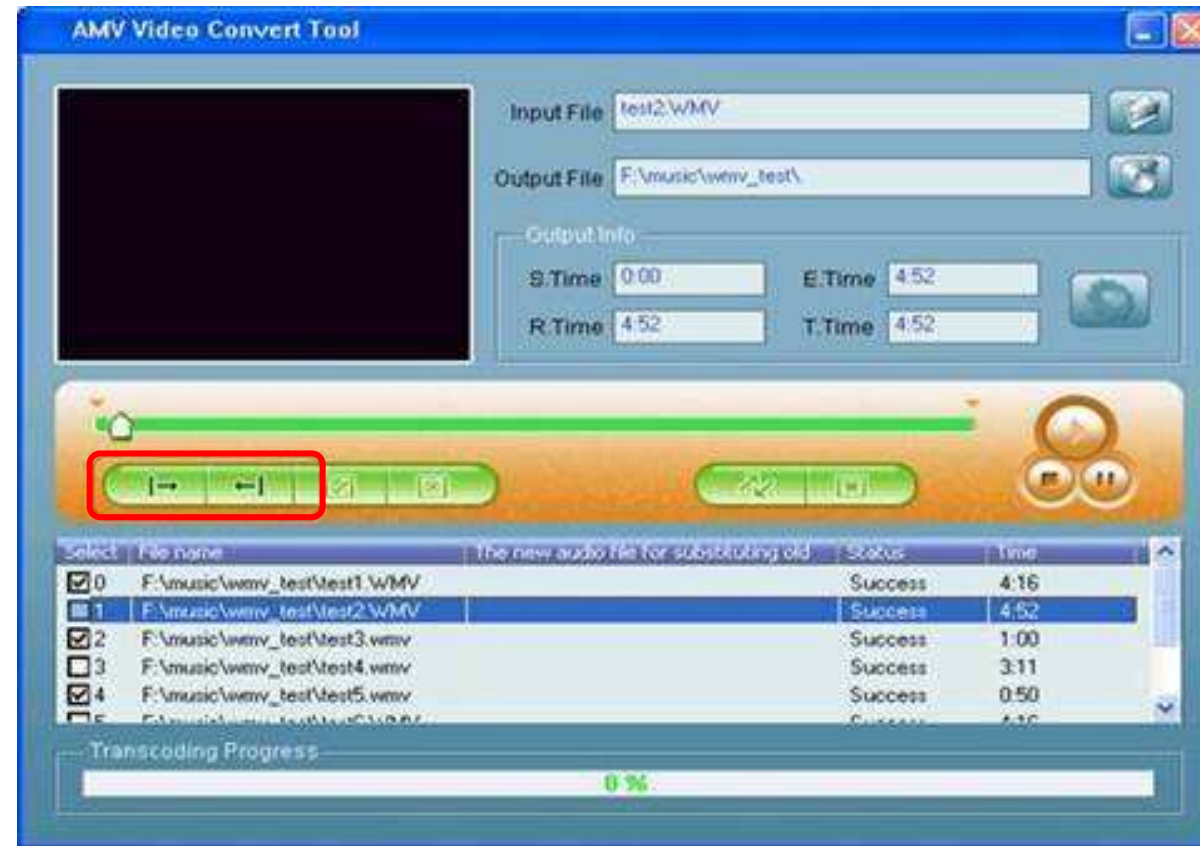 AMV Video Convert Tool
Input File test2.WMV
Output File F:\music\wmv_test\
Output Info
S.Time 0:00 E.Time 4:52
R.Time 4:52 T.Time 4:52
Select File name The new audio file for substituting old Status Time
0 F:\music\wmv_test\test1.WMV Success 4:16
1 F:\music\wmv_test\test2.WMV Success 4:52
2 F:\music\wmv_test\test3.wmv Success 1:00
3 F:\music\wmv_test\test4.wmv Success 3:11
4 F:\music\wmv_test\test5.wmv Success 0:50
Transcoding Progress
0 %